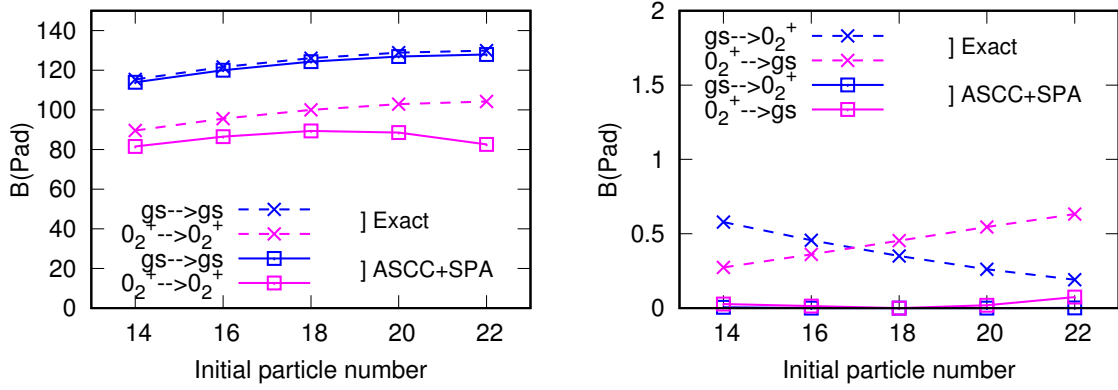 B(Pad)
140
120
100
80
60
40
20
0
gs-->gs
0₂⁺-->0₂⁺
] Exact
gs-->gs
0₂⁺-->0₂⁺
] ASCC+SPA
14 16 18 20 22
Initial particle number
B(Pad)
2
1.5
1
0.5
0
gs-->0₂⁺
0₂⁺-->gs
] Exact
gs-->0₂⁺
0₂⁺-->gs
] ASCC+SPA
14 16 18 20 22
Initial particle number